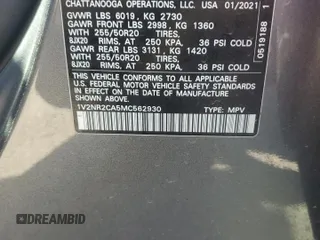 CHATTANOOGA OPERATIONS, LLC. USA 01/2021
GVWR LBS 6019, KG 2730
GAWR FRONT LBS 2998, KG 1360
WITH 255/50R20 TIRES,
8JX20 RIMS, AT 250 KPA, 36 PSI COLD
GAWR REAR LBS 3131, KG 1420
WITH 255/50R20 TIRES,
8JX20 RIMS, AT 250 KPA, 36 PSI COLD
THIS VEHICLE CONFORMS TO ALL APPLICABLE
U.S. FEDERAL MOTOR VEHICLE SAFETY STANDARDS
IN EFFECT ON THE DATE OF MANUFACTURE
SHOWN ABOVE.
1V2NR2CA5MC562930 TYPE: MPV
0519188 1
DREAMBID